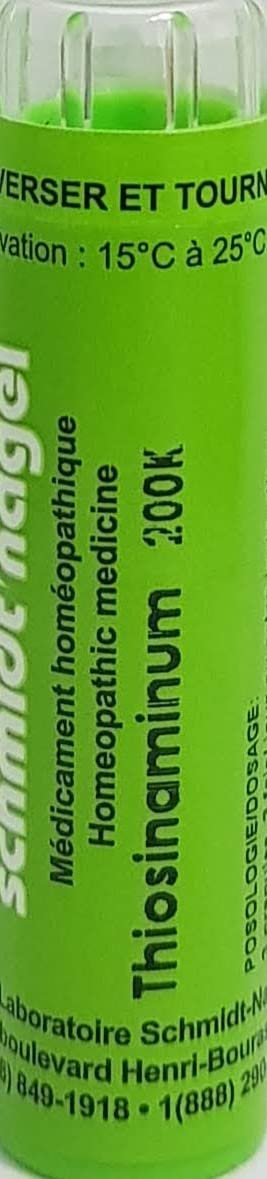 VERSER ET TOURN
vation : 15°C à 25°C
schmidt nagel
Médicament homéopathique
Homeopathic medicine
Thiosinaminum 200K
POSOLOGIE/DOSAGE:
Laboratoire Schmidt-Na
boulevard Henri-Bouras
8) 849-1918 • 1(888) 290